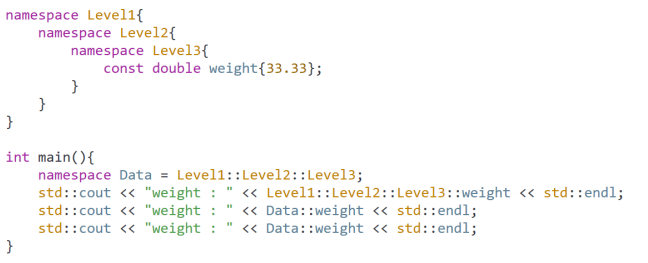 namespace Level1{
    namespace Level2{
        namespace Level3{
            const double weight{33.33};
        }
    }
}

int main(){
    namespace Data = Level1::Level2::Level3;
    std::cout << "weight : " << Level1::Level2::Level3::weight << std::endl;
    std::cout << "weight : " << Data::weight << std::endl;
    std::cout << "weight : " << Data::weight << std::endl;
}